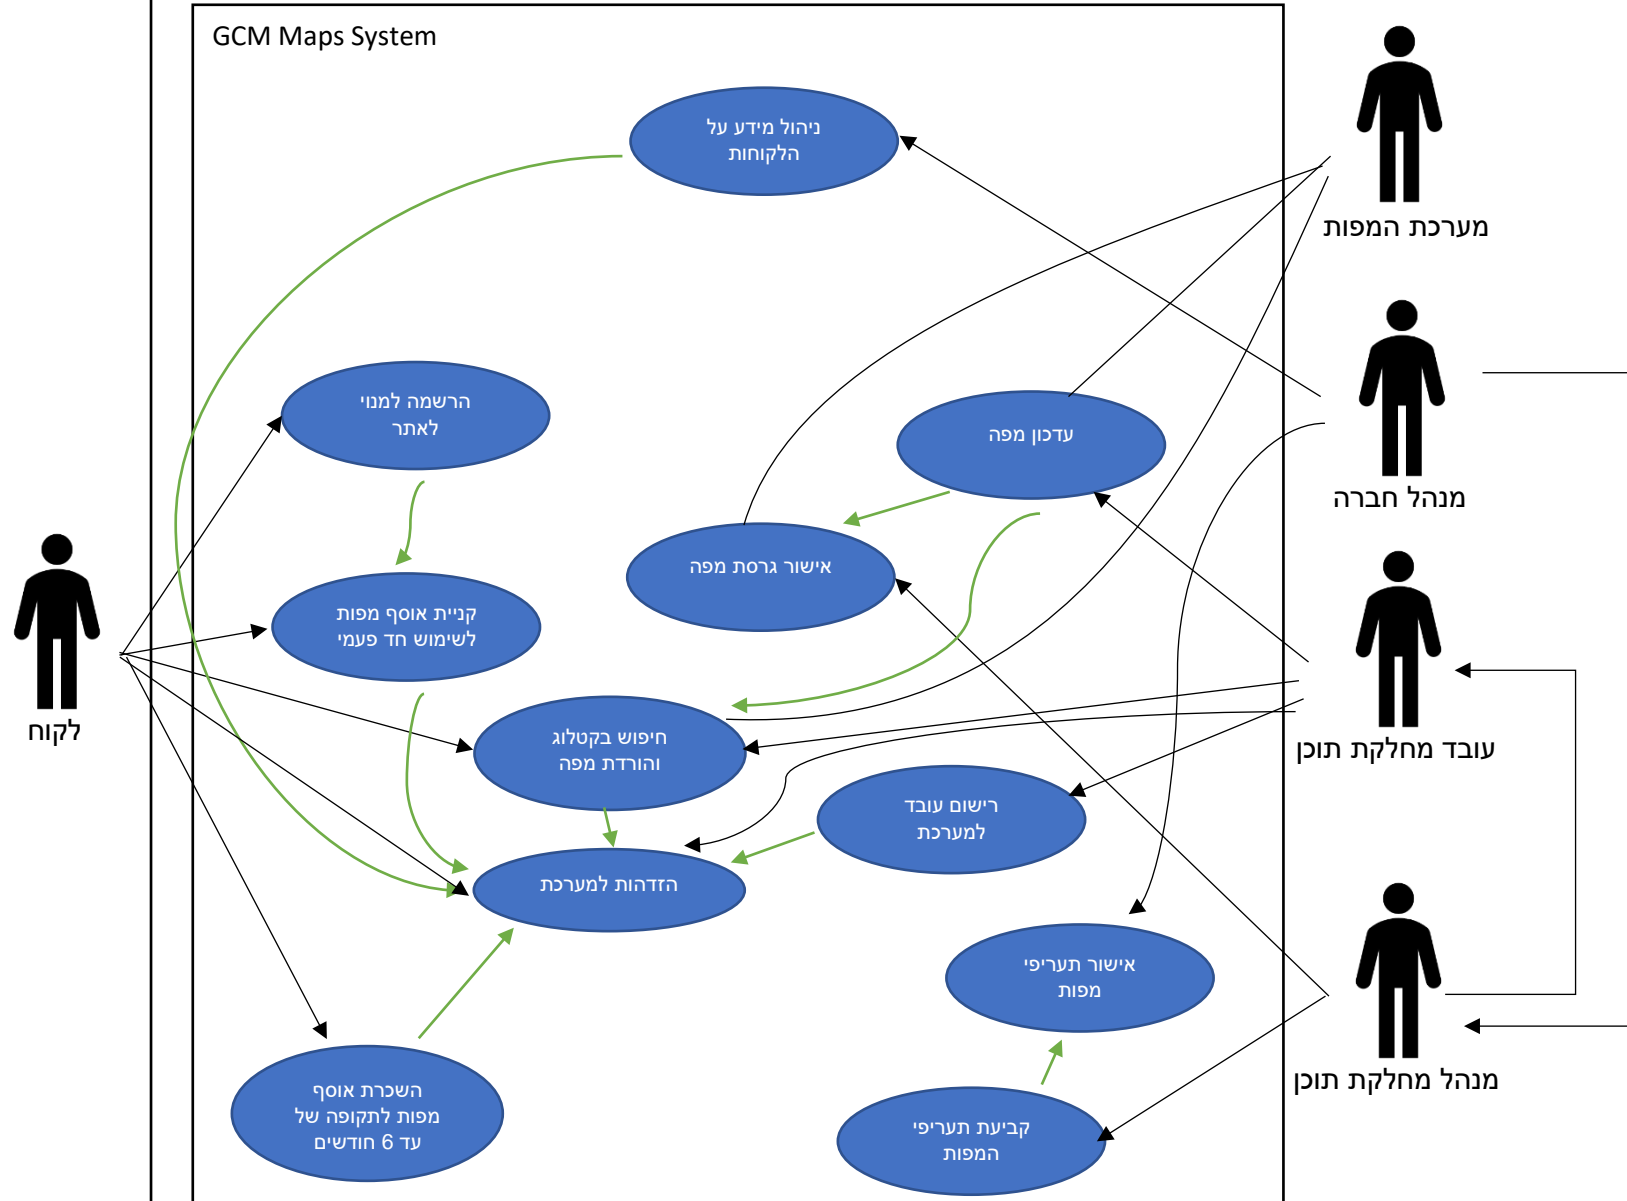 GCM Maps System
ניהול מידע על
הלקוחות
מערכת המפות
הרשמה למנוי
לאתר
עדכון מפה
מנהל חברה
אישור גרסת מפה
קניית אוסף מפות
לשימוש חד פעמי
לקוח
חיפוש בקטלוג
והורדת מפה
עובד מחלקת תוכן
רישום עובד
למערכת
הזדהות למערכת
אישור תעריפי
מפות
מנהל מחלקת תוכן
השכרת אוסף
מפות לתקופה של
עד 6 חודשים
קביעת תעריפי
המפות